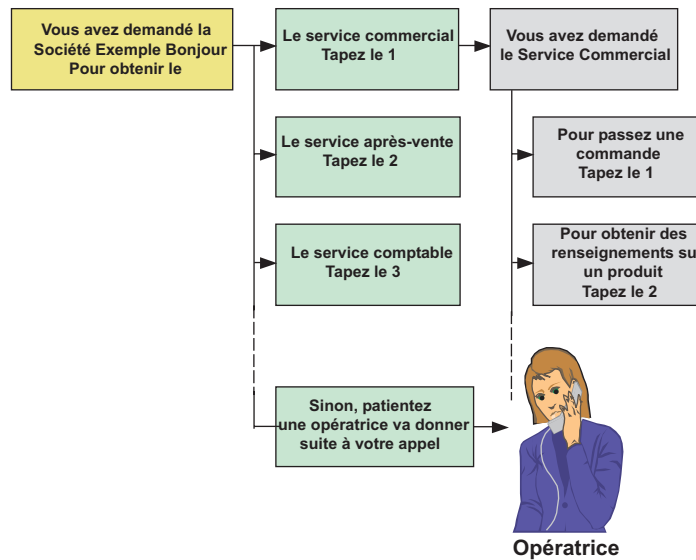 Vous avez demandé la
Société Exemple Bonjour
Pour obtenir le
Le service commercial
Tapez le 1
Vous avez demandé
le Service Commercial
Le service après-vente
Tapez le 2
Pour passez une
commande
Tapez le 1
Le service comptable
Tapez le 3
Pour obtenir des
renseignements su
un produit
Tapez le 2
Sinon, patientez
une opératrice va donner
suite à votre appel
Opératrice